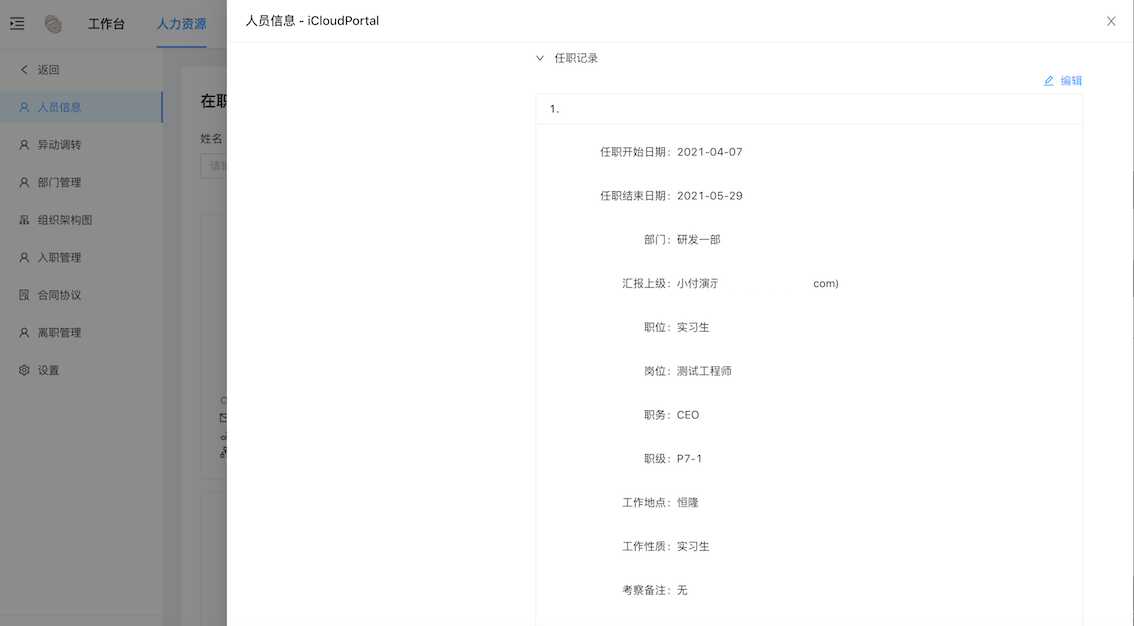 工作台
人力资源
人员信息 - iCloudPortal
返回
人员信息
异动调转
部门管理
组织架构图
入职管理
合同协议
离职管理
设置
在职
姓名
请输
任职记录
编辑
1.
任职开始日期: 2021-04-07
任职结束日期: 2021-05-29
部门: 研发一部
汇报上级: 小付演示 com)
职位: 实习生
岗位: 测试工程师
职务: CEO
职级: P7-1
工作地点: 恒隆
工作性质: 实习生
考察备注: 无